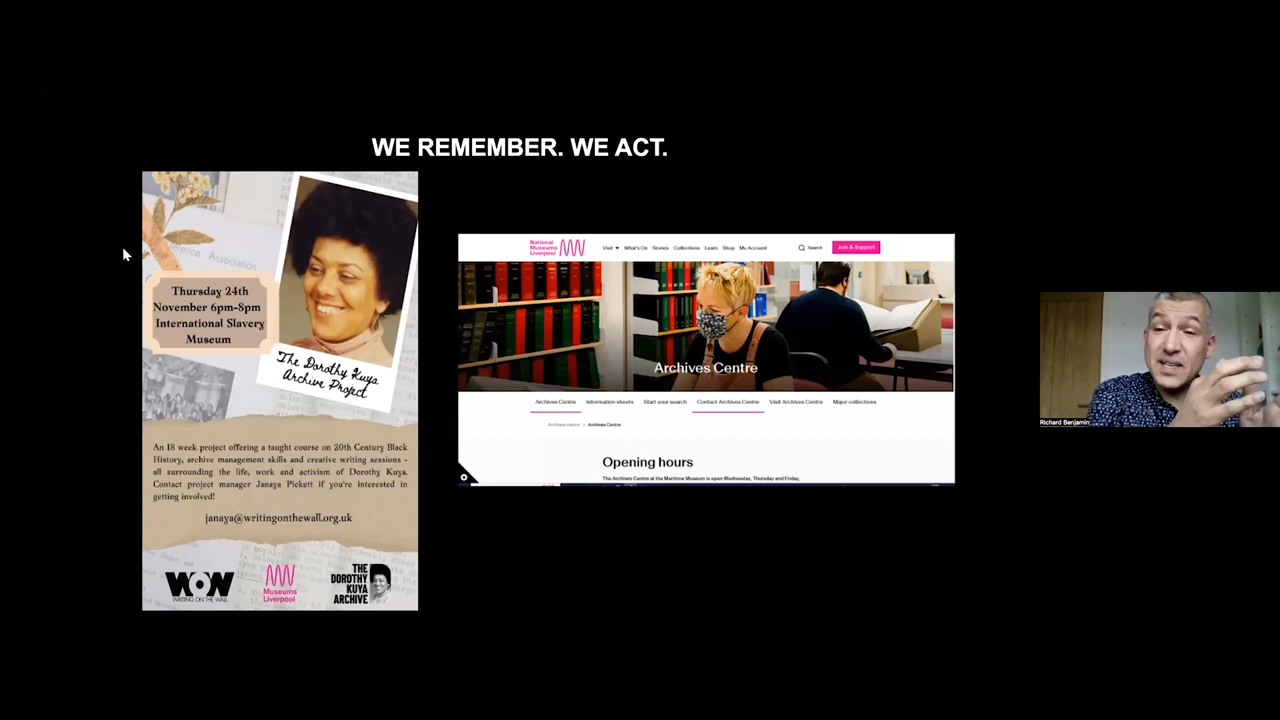 WE REMEMBER. WE ACT.
Thursday 24th
November 6pm-8pm
International Slavery
Museum
The Dorothy Kuya
Archive Project
An 18 week project offering a taught course on 20th Century Black
History, archive management skills and creative writing sessions -
all surrounding the life, work and activism of Dorothy Kuya.
Contact project manager Janaya Pickett if you're interested in
getting involved!
janaya@writingonthewall.org.uk
WOW
WRITING ON THE WALL
Museums
Liverpool
THE
DOROTHY
KUYA
ARCHIVE
National
Museums
Liverpool
Visit What's On Stories Collections Learn Shop My Account
Search
Join & Support
Archives Centre
Archives Centre Information sheets Start your search Contact Archives Centre Visit Archives Centre Major collections
Archives centre Archives Centre
Opening hours
The Archives Centre at the Maritime Museum is open Wednesday, Thursday and Friday,
Richard Benjamin